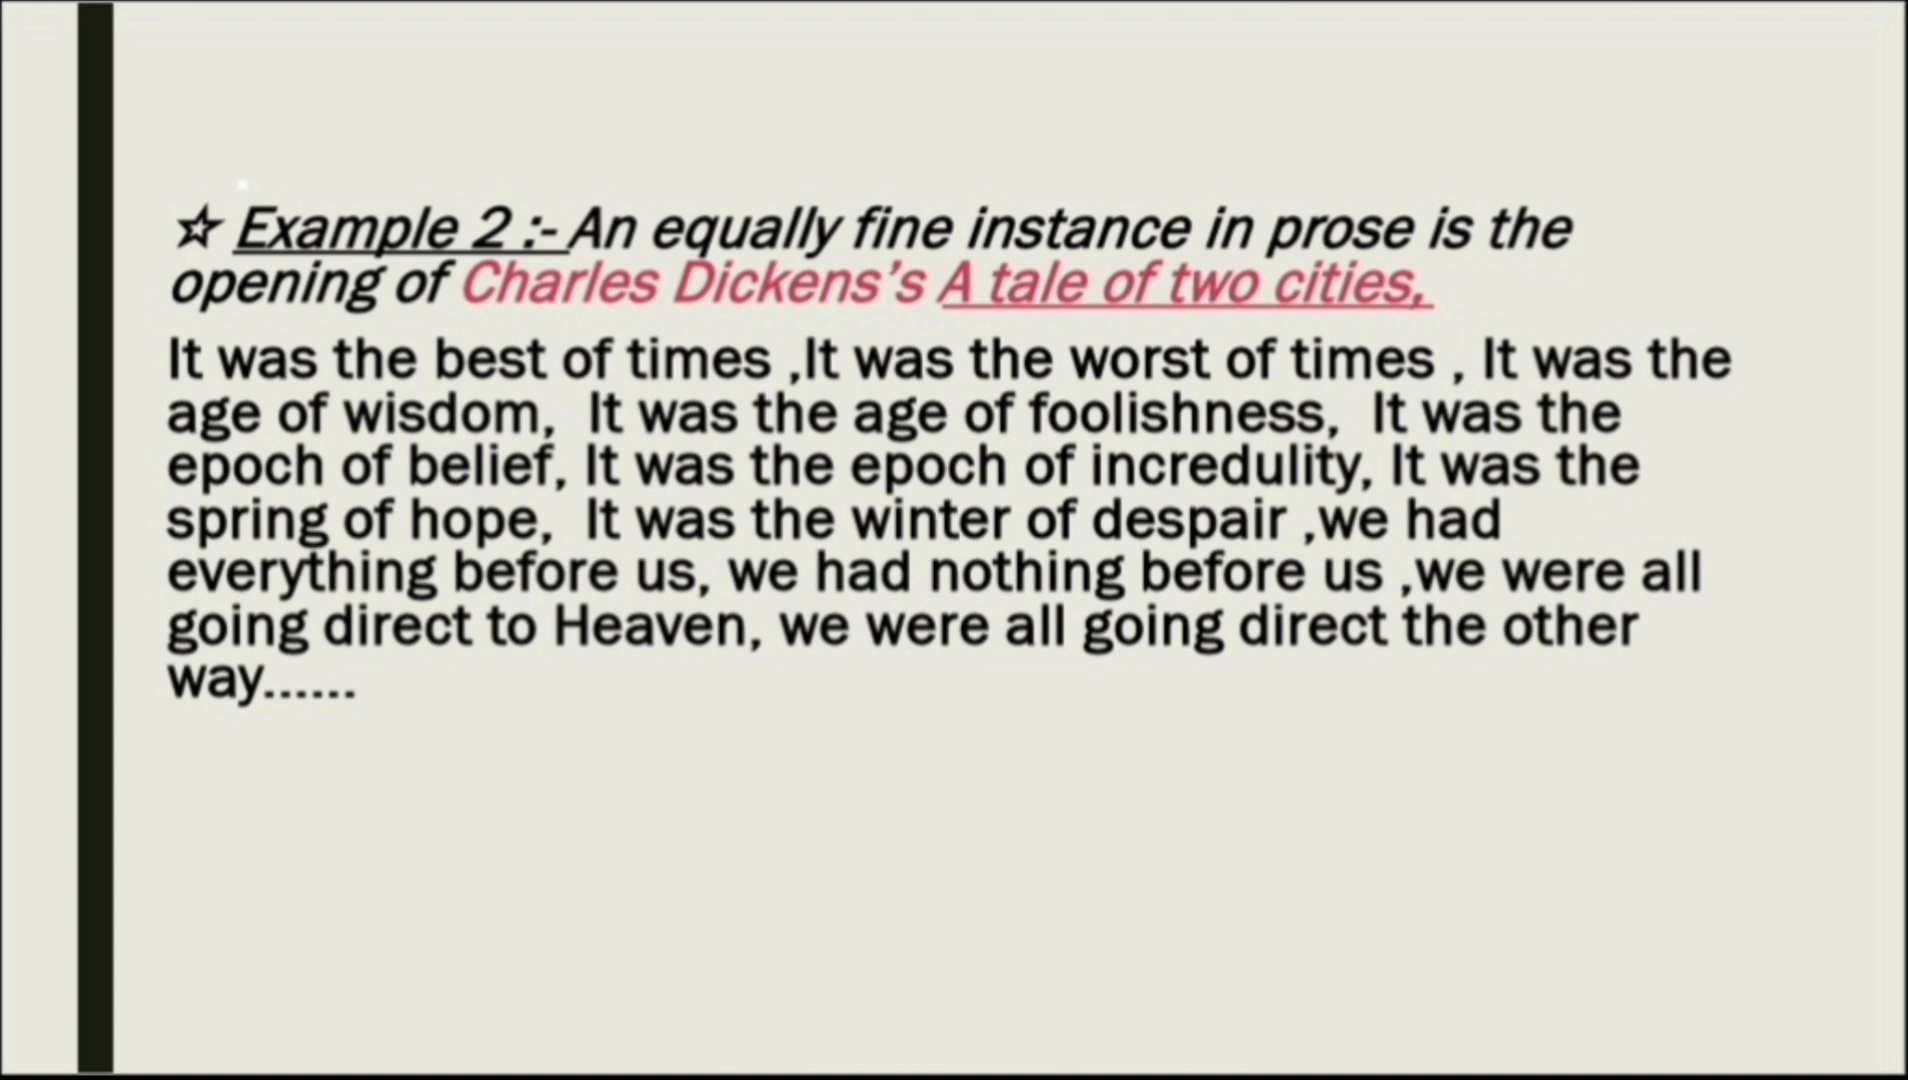 ☆ Example 2 :- An equally fine instance in prose is the
opening of Charles Dickens’s A tale of two cities,
It was the best of times ,It was the worst of times , It was the
age of wisdom,  It was the age of foolishness,  It was the
epoch of belief, It was the epoch of incredulity, It was the
spring of hope,  It was the winter of despair ,we had
everything before us, we had nothing before us ,we were all
going direct to Heaven, we were all going direct the other
way......